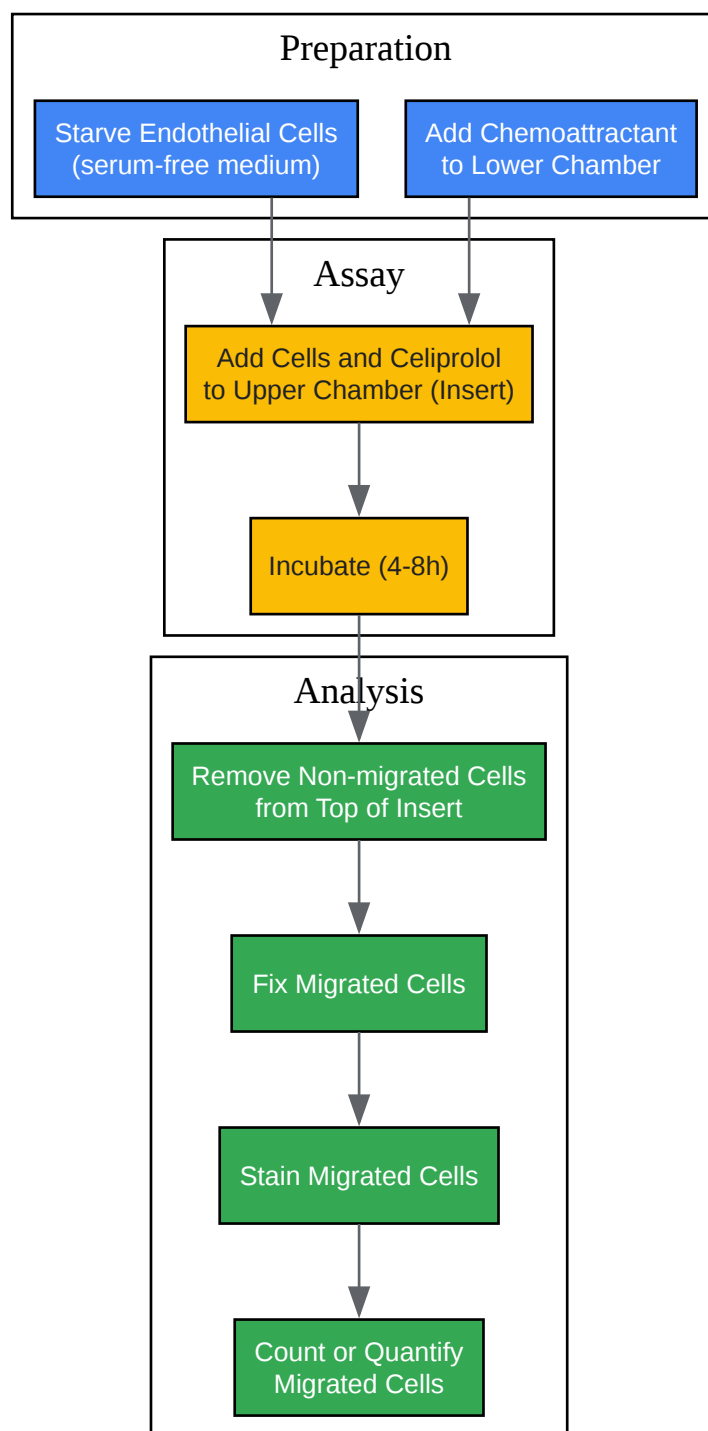 Preparation
Starve Endothelial Cells
(serum-free medium)
Add Chemoattractant
to Lower Chamber
Assay
Add Cells and Celiprolol
to Upper Chamber (Insert)
Incubate (4-8h)
Analysis
Remove Non-migrated Cells
from Top of Insert
Fix Migrated Cells
Stain Migrated Cells
Count or Quantify
Migrated Cells